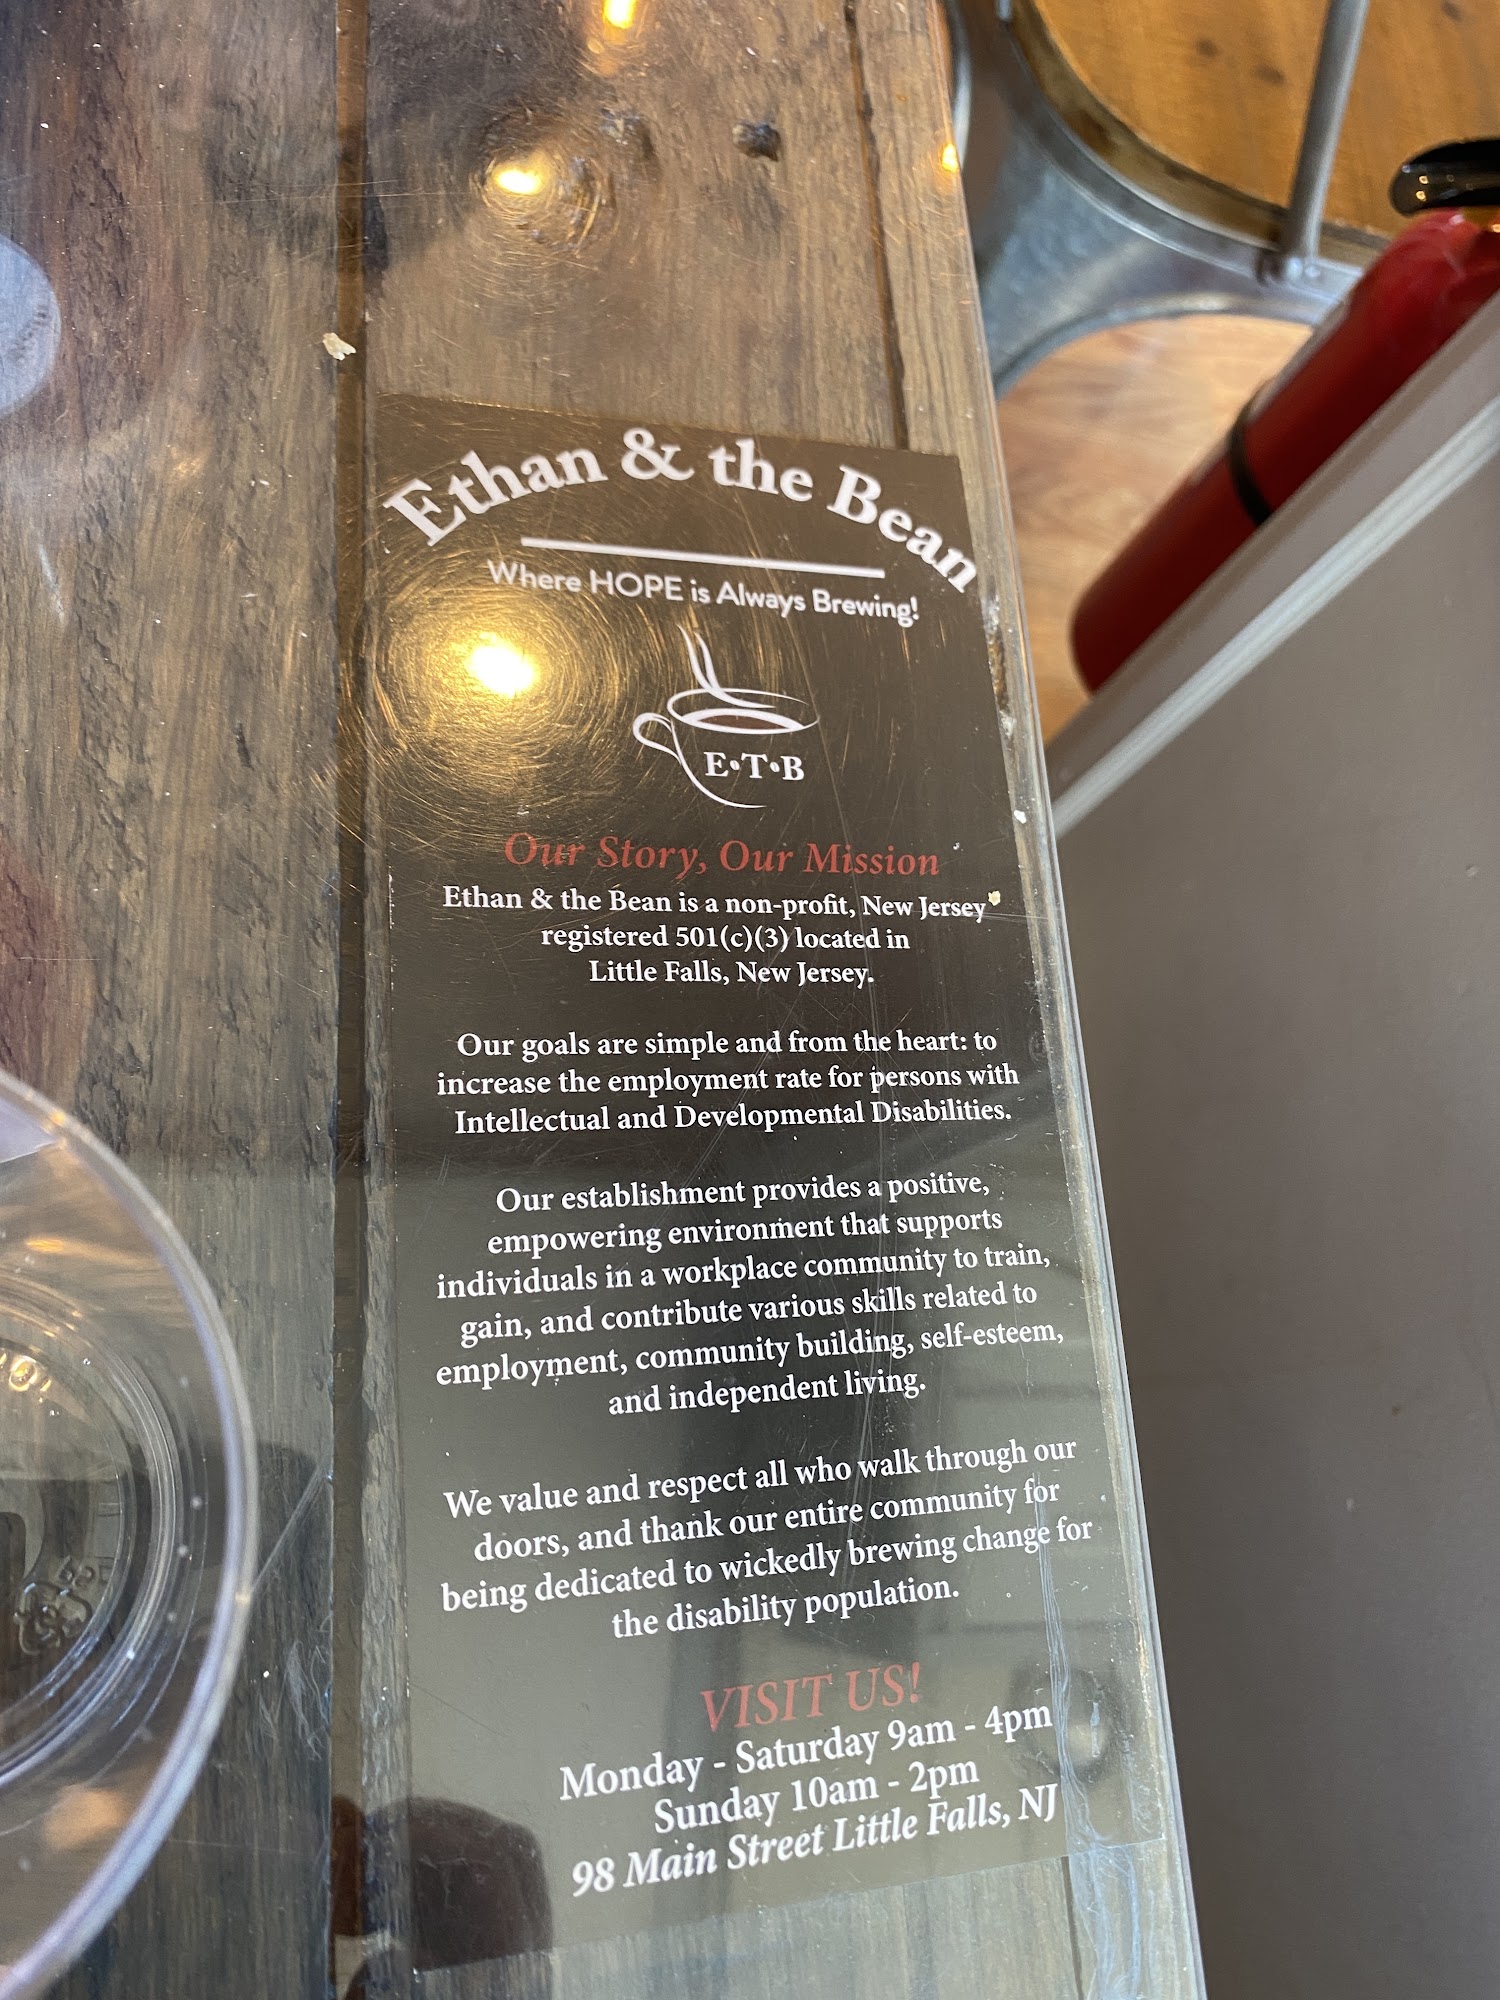 Ethan & the Bean
Where HOPE is Always Brewing!
E•T•B
Our Story, Our Mission
Ethan & the Bean is a non-profit, New Jersey
registered 501(c)(3) located in
Little Falls, New Jersey.
Our goals are simple and from the heart: to
increase the employment rate for persons with
Intellectual and Developmental Disabilities.
Our establishment provides a positive,
empowering environment that supports
individuals in a workplace community to train,
gain, and contribute various skills related to
employment, community building, self-esteem,
and independent living.
We value and respect all who walk through our
doors, and thank our entire community for
being dedicated to wickedly brewing change for
the disability population.
VISIT US!
Monday - Saturday 9am - 4pm
Sunday 10am - 2pm
98 Main Street Little Falls, NJ